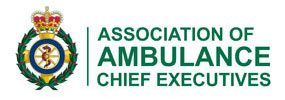 ASSOCIATION OF
AMBULANCE
CHIEF EXECUTIVES